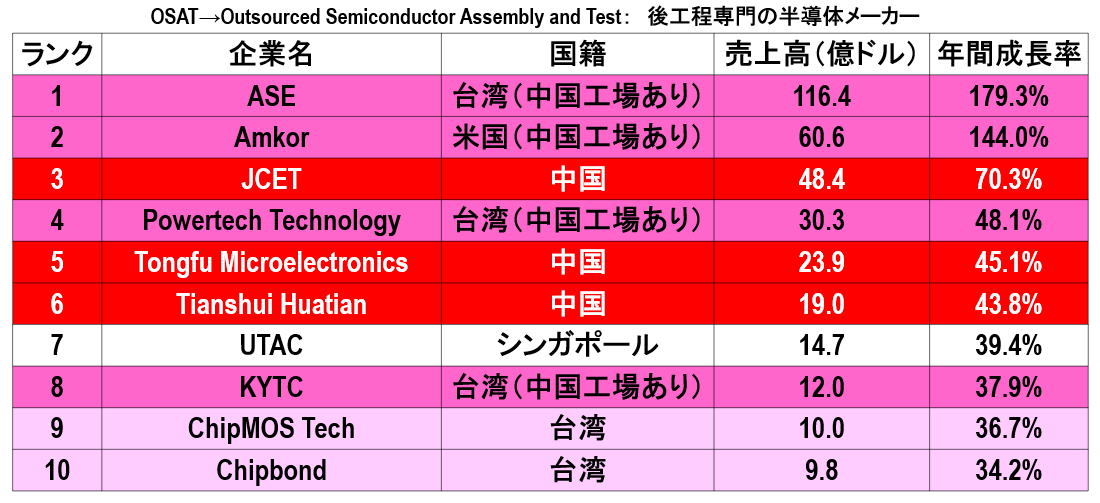 OSAT→Outsourced Semiconductor Assembly and Test： 後工程専門の半導体メーカー
ランク 企業名 国籍 売上高（億ドル） 年間成長率
1 ASE 台湾（中国工場あり） 116.4 179.3%
2 Amkor 米国（中国工場あり） 60.6 144.0%
3 JCET 中国 48.4 70.3%
4 Powertech Technology 台湾（中国工場あり） 30.3 48.1%
5 Tongfu Microelectronics 中国 23.9 45.1%
6 Tianshui Huatian 中国 19.0 43.8%
7 UTAC シンガポール 14.7 39.4%
8 KYTC 台湾（中国工場あり） 12.0 37.9%
9 ChipMOS Tech 台湾 10.0 36.7%
10 Chipbond 台湾 9.8 34.2%